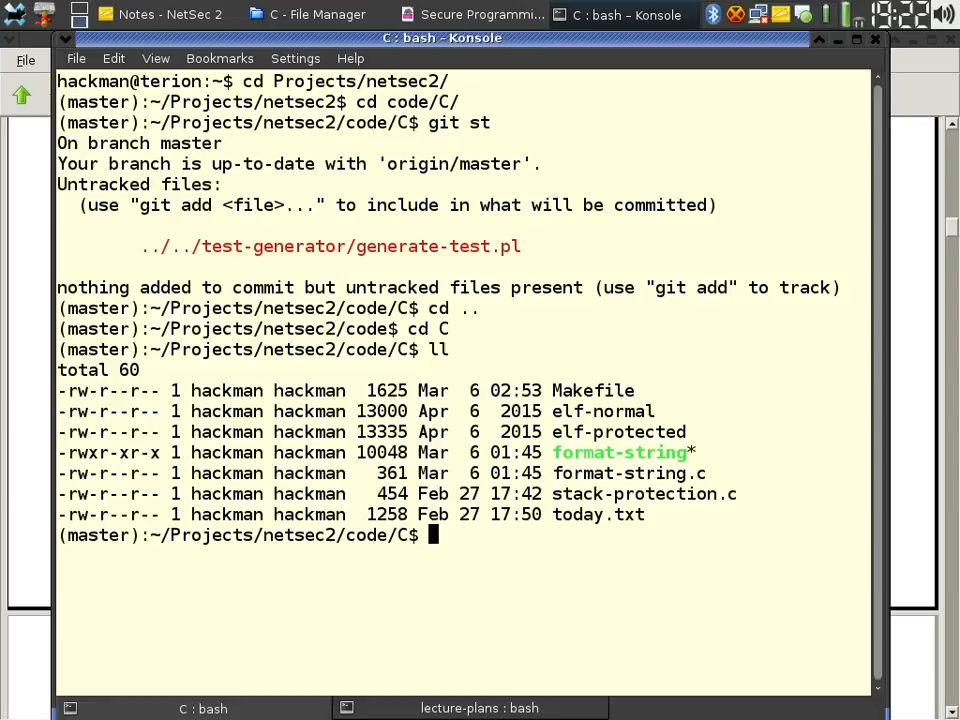 Notes - NetSec 2
C - File Manager
Secure Programmi...
C : bash – Konsole
19:22
C : bash – Konsole
File
File Edit View Bookmarks Settings Help
hackman@terion:~$ cd Projects/netsec2/
(master):~/Projects/netsec2$ cd code/C/
(master):~/Projects/netsec2/code/C$ git st
On branch master
Your branch is up-to-date with 'origin/master'.
Untracked files:
  (use "git add <file>..." to include in what will be committed)
        ../../test-generator/generate-test.pl
nothing added to commit but untracked files present (use "git add" to track)
(master):~/Projects/netsec2/code/C$ cd ..
(master):~/Projects/netsec2/code$ cd C
(master):~/Projects/netsec2/code/C$ ll
total 60
-rw-r--r-- 1 hackman hackman  1625 Mar  6 02:53 Makefile
-rw-r--r-- 1 hackman hackman 13000 Apr  6  2015 elf-normal
-rw-r--r-- 1 hackman hackman 13335 Apr  6  2015 elf-protected
-rwxr-xr-x 1 hackman hackman 10048 Mar  6 01:45 format-string*
-rw-r--r-- 1 hackman hackman   361 Mar  6 01:45 format-string.c
-rw-r--r-- 1 hackman hackman   454 Feb 27 17:42 stack-protection.c
-rw-r--r-- 1 hackman hackman  1258 Feb 27 17:50 today.txt
(master):~/Projects/netsec2/code/C$
C : bash
lecture-plans : bash